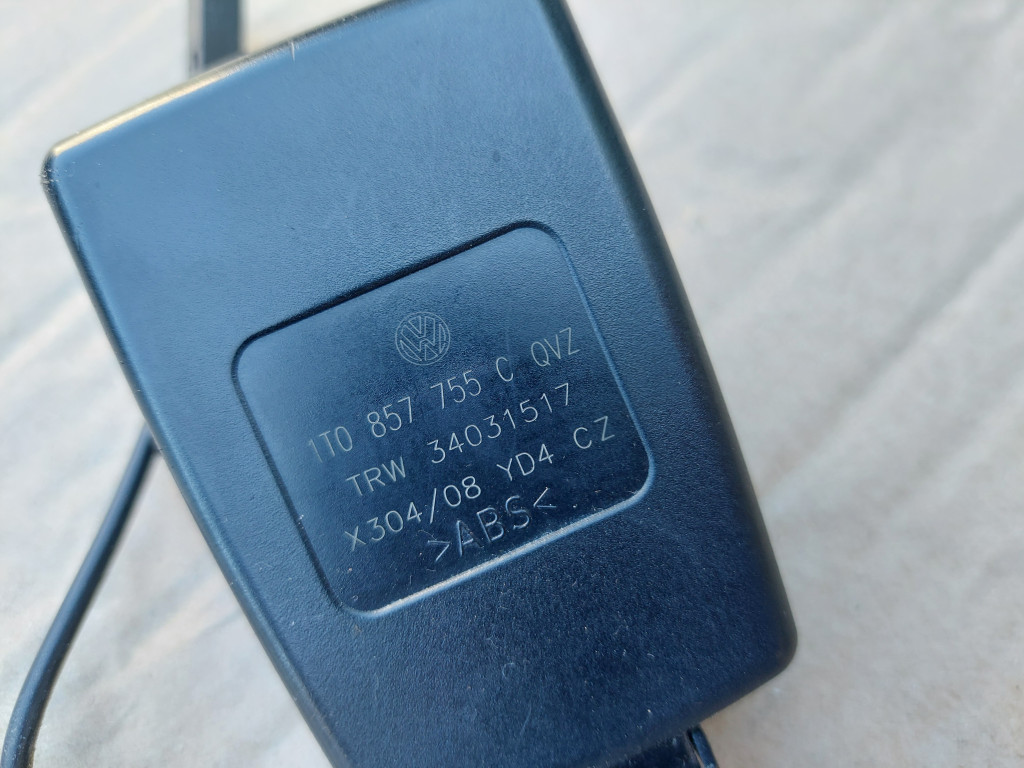 1T0 857 755 C QVZ
TRW 34031517
X304/08 YD4 CZ
>ABS<